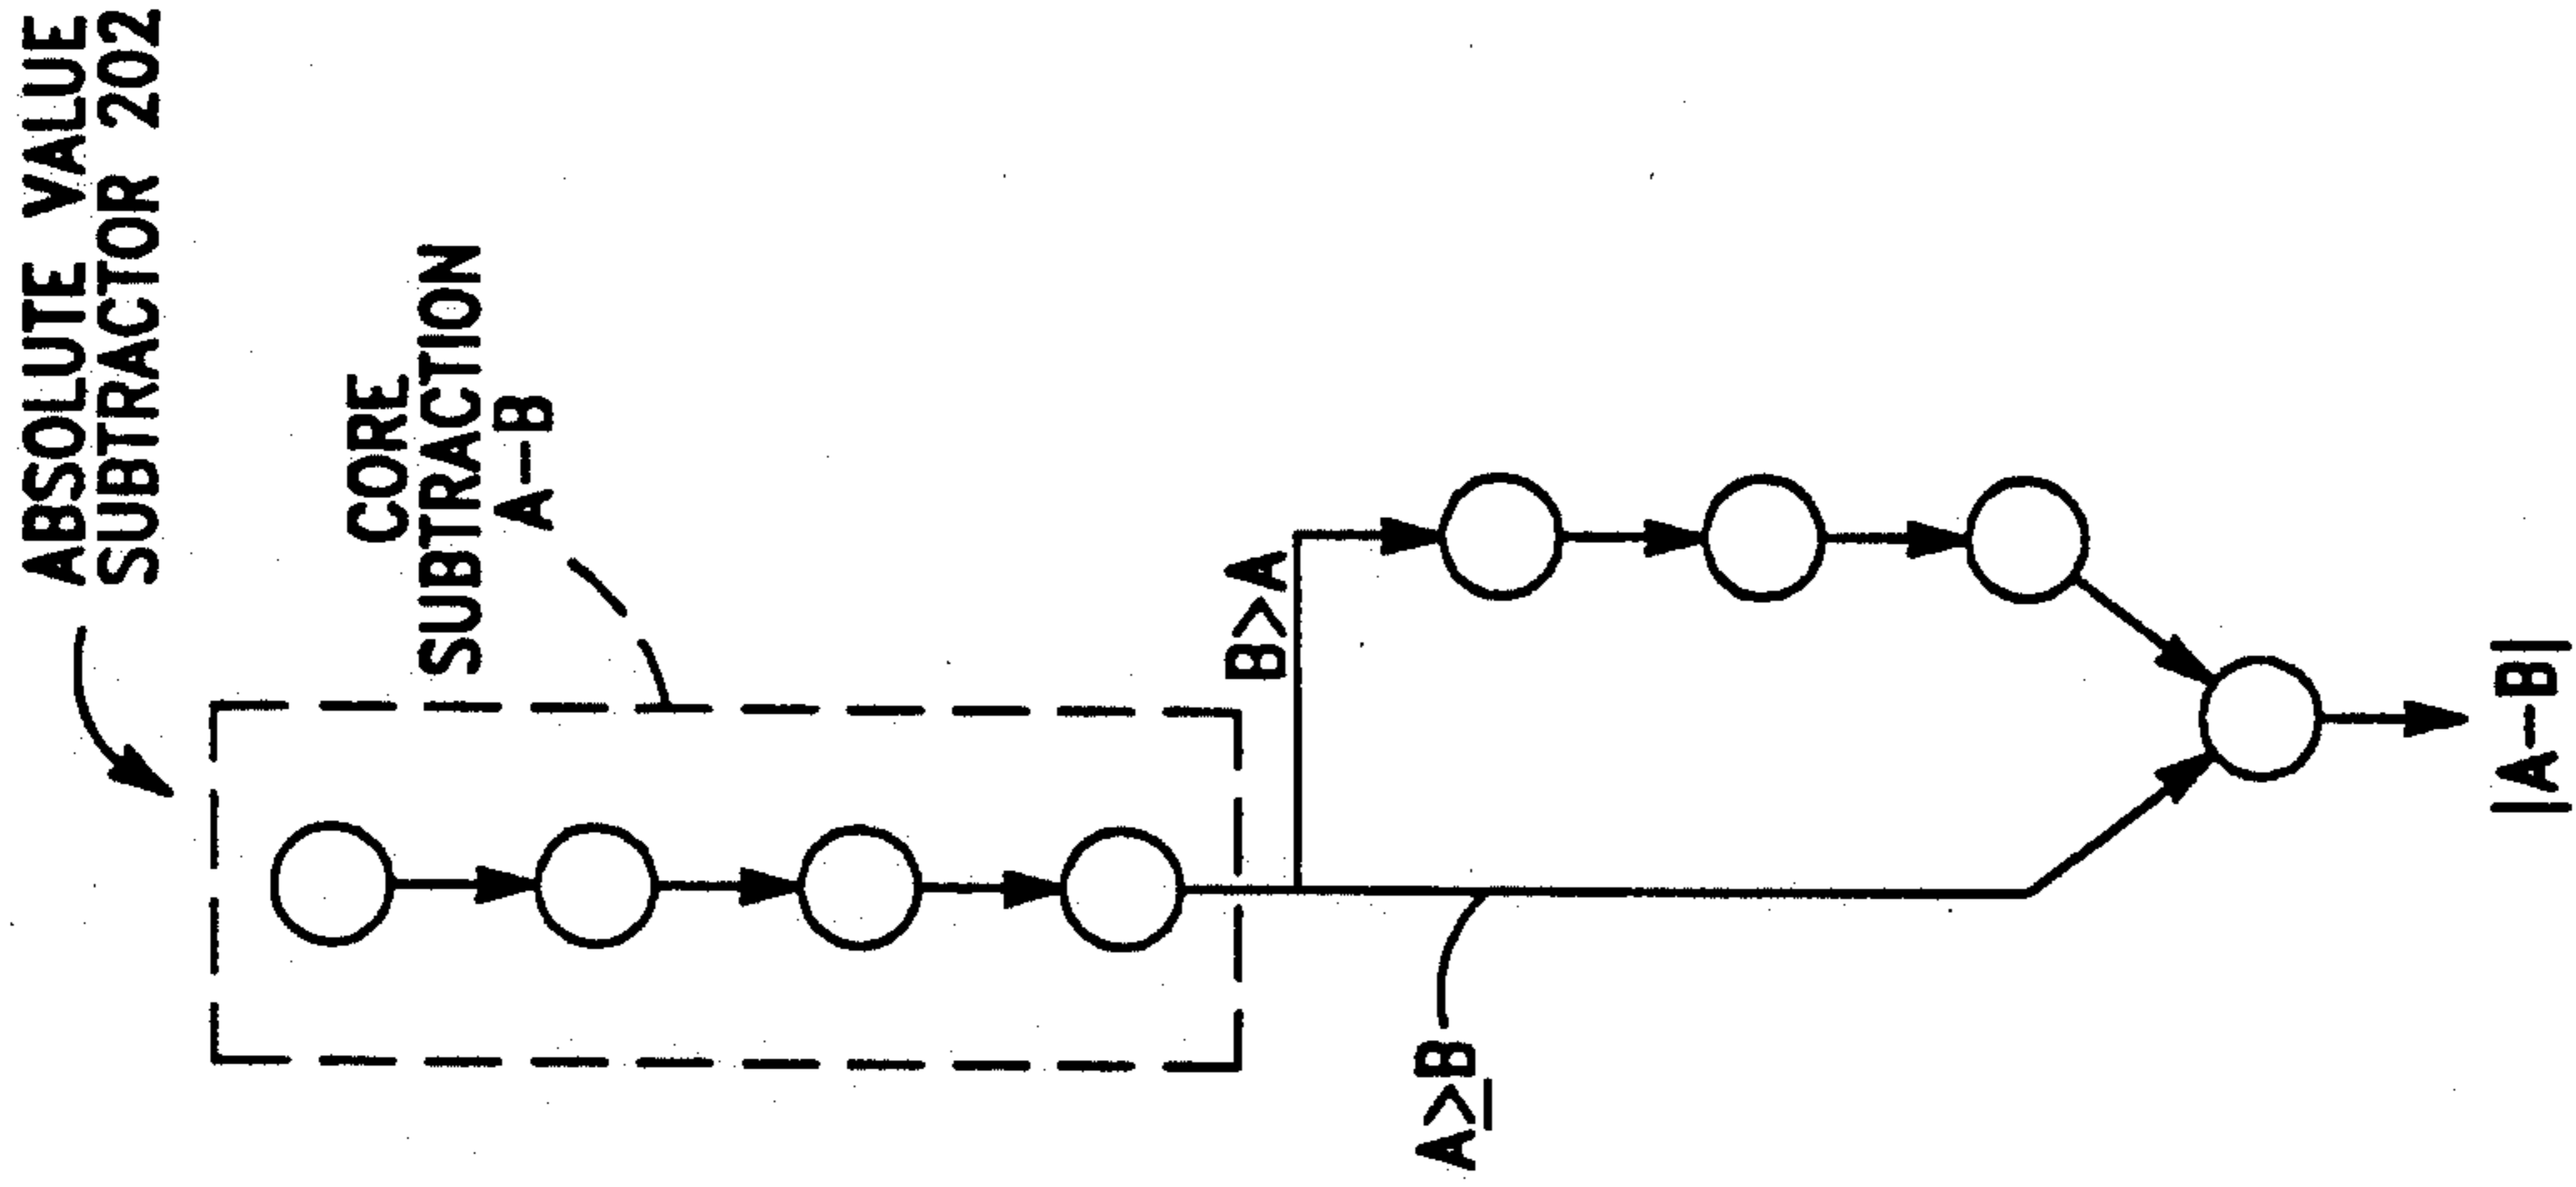 ABSOLUTE VALUE
SUBTRACTOR 202
CORE
SUBTRACTION
A-B
B>A
A≥B
|A-B|